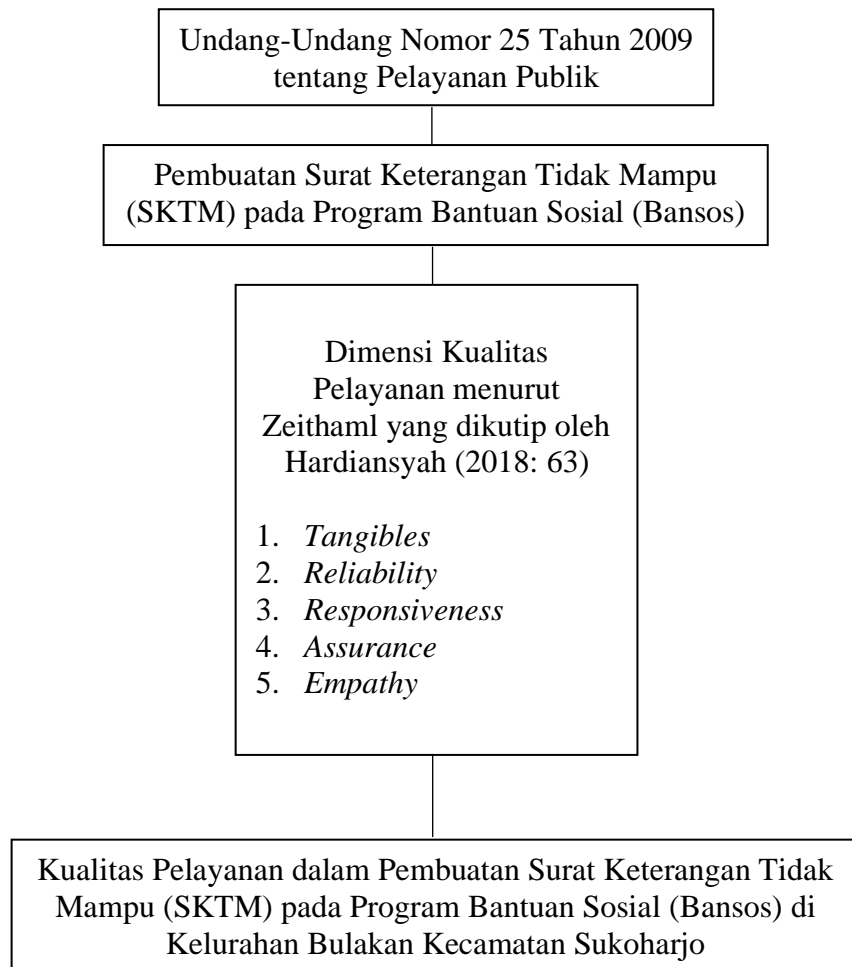 Undang-Undang Nomor 25 Tahun 2009
tentang Pelayanan Publik
Pembuatan Surat Keterangan Tidak Mampu
(SKTM) pada Program Bantuan Sosial (Bansos)
Dimensi Kualitas
Pelayanan menurut
Zeithaml yang dikutip oleh
Hardiansyah (2018: 63)
1. Tangibles
2. Reliability
3. Responsiveness
4. Assurance
5. Empathy
Kualitas Pelayanan dalam Pembuatan Surat Keterangan Tidak
Mampu (SKTM) pada Program Bantuan Sosial (Bansos) di
Kelurahan Bulakan Kecamatan Sukoharjo